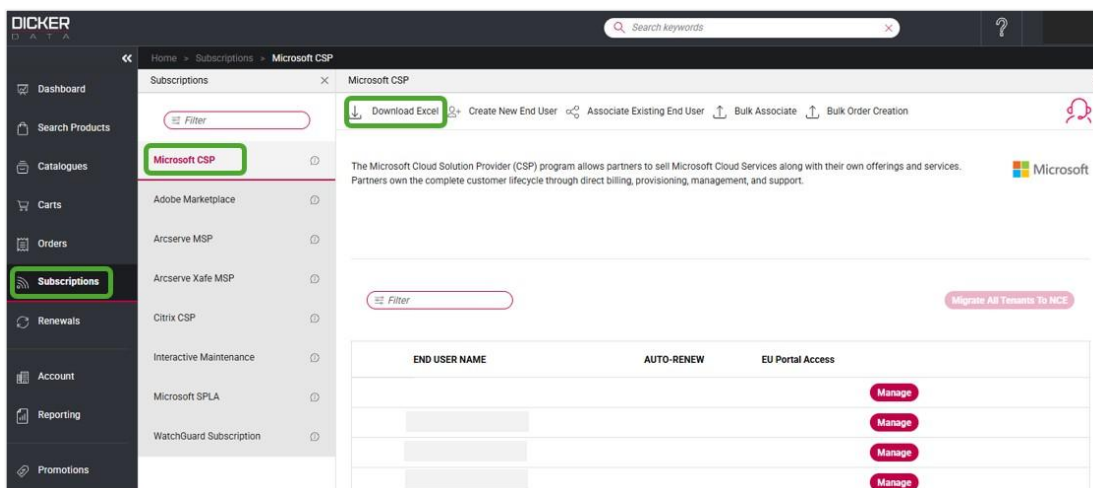 DICKER
DATA
Search keywords
Home > Subscriptions > Microsoft CSP
Dashboard
Search Products
Catalogues
Carts
Orders
Subscriptions
Renewals
Account
Reporting
Promotions
Subscriptions
Filter
Microsoft CSP
Adobe Marketplace
Arcserve MSP
Arcserve Xafe MSP
Citrix CSP
Interactive Maintenance
Microsoft SPLA
WatchGuard Subscription
Microsoft CSP
Download Excel Create New End User Associate Existing End User Bulk Associate Bulk Order Creation
The Microsoft Cloud Solution Provider (CSP) program allows partners to sell Microsoft Cloud Services along with their own offerings and services.
Partners own the complete customer lifecycle through direct billing, provisioning, management, and support.
Microsoft
Filter
Migrate All Tenants To NCE
END USER NAME AUTO-RENEW EU Portal Access
Manage
Manage
Manage
Manage